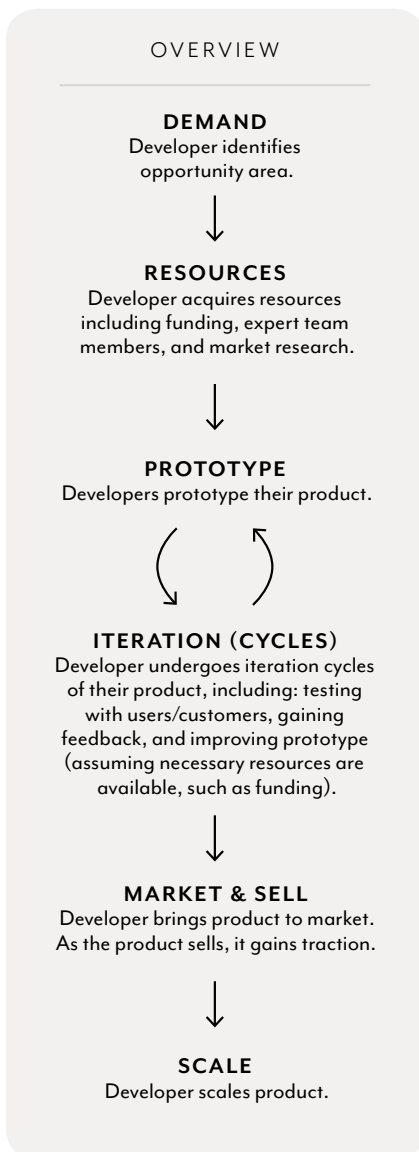 OVERVIEW
DEMAND
Developer identifies
opportunity area.
RESOURCES
Developer acquires resources
including funding, expert team
members, and market research.
PROTOTYPE
Developers prototype their product.
ITERATION (CYCLES)
Developer undergoes iteration cycles
of their product, including: testing
with users/customers, gaining
feedback, and improving prototype
(assuming necessary resources are
available, such as funding).
MARKET & SELL
Developer brings product to market.
As the product sells, it gains traction.
SCALE
Developer scales product.